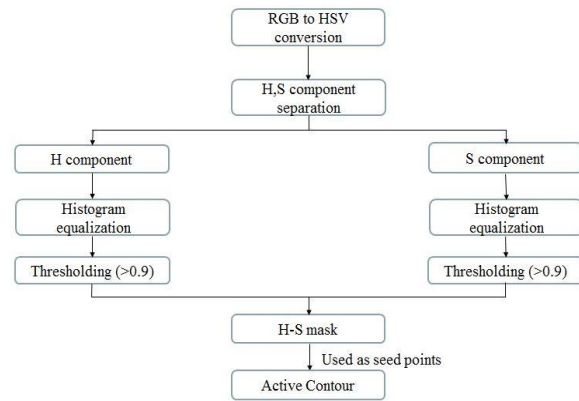 RGB to HSV
conversion
H,S component
separation
H component
S component
Histogram
equalization
Histogram
equalization
Thresholding (>0.9)
Thresholding (>0.9)
H-S mask
Used as seed points
Active Contour